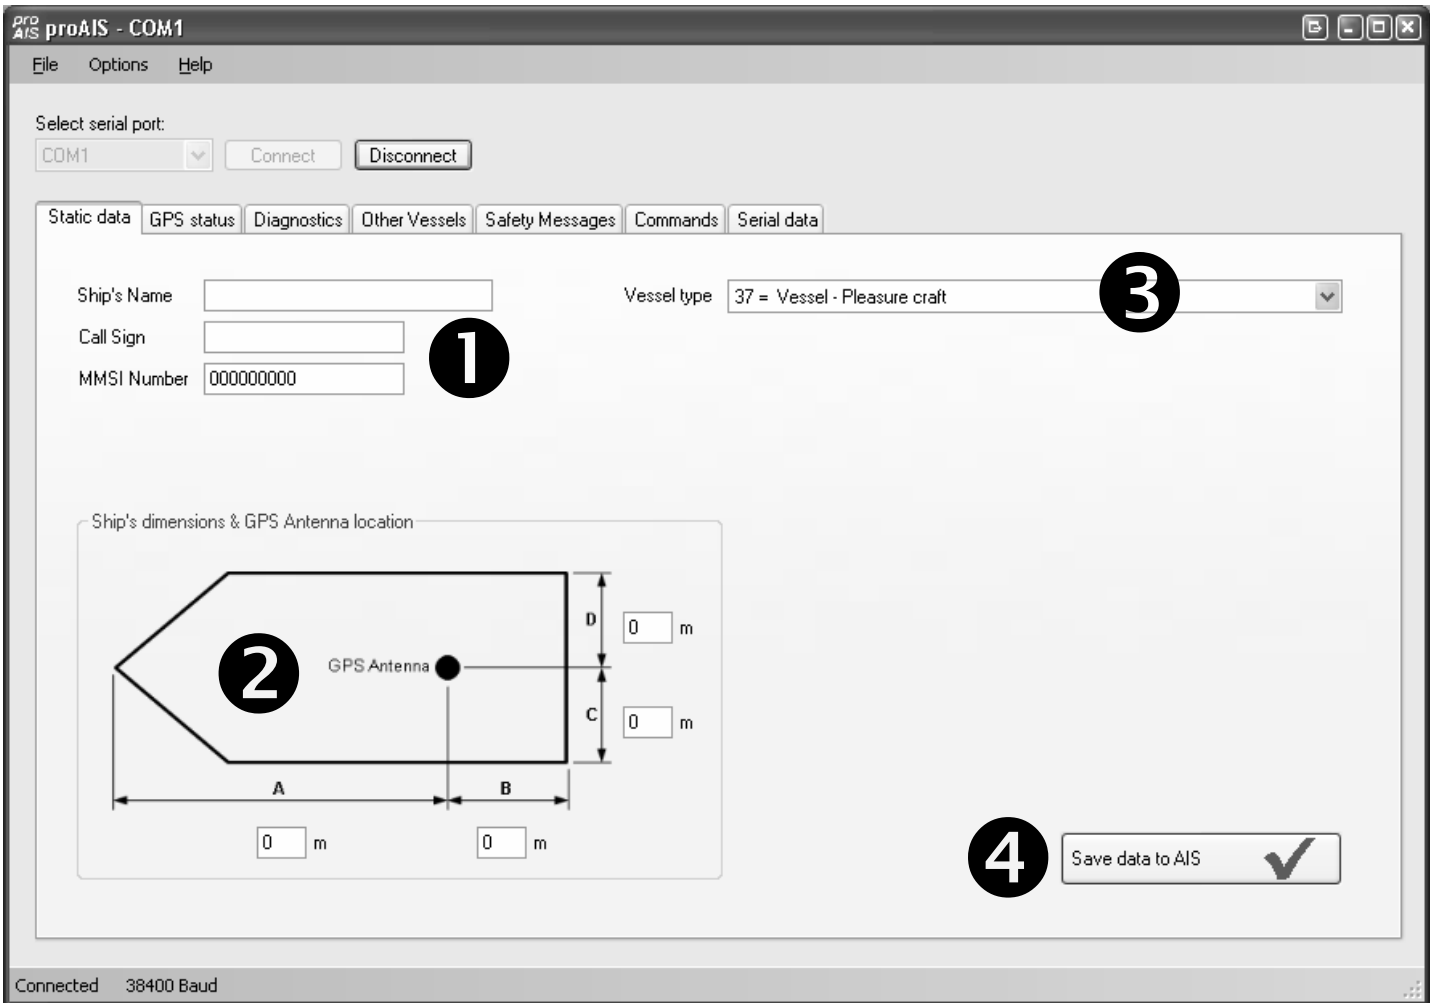 pro AIS proAIS - COM1
File Options Help
Select serial port:
COM1 Connect Disconnect
Static data GPS status Diagnostics Other Vessels Safety Messages Commands Serial data
Ship's Name
Vessel type 37 = Vessel - Pleasure craft 3
Call Sign
1
MMSI Number 000000000
Ship's dimensions & GPS Antenna location
D 0 m
2 GPS Antenna
C 0 m
A B
0 m 0 m
4 Save data to AIS
Connected 38400 Baud